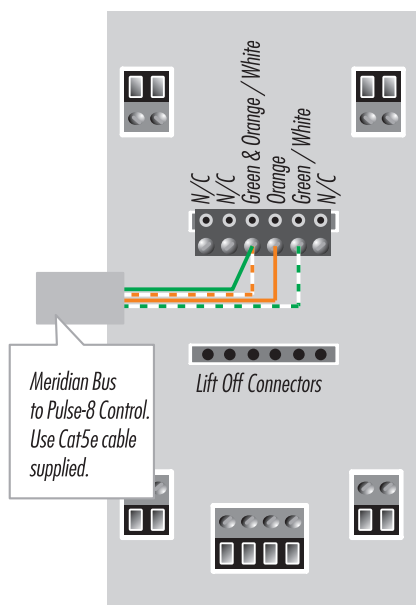 N/C
N/C
Green & Orange / White
Orange
Green / White
N/C
Lift Off Connectors
Meridian Bus
to Pulse-8 Control.
Use Cat5e cable
supplied.